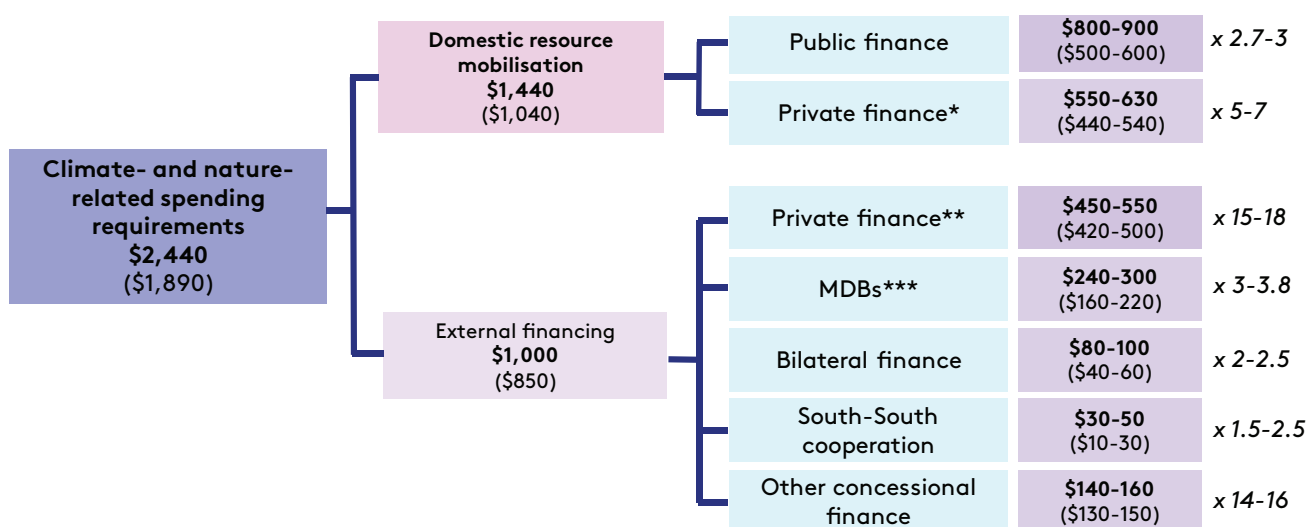 Climate- and nature-
related spending
requirements
$2,440
($1,890)
Domestic resource
mobilisation
$1,440
($1,040)
Public finance
$800-900
($500-600)
x 2.7-3
Private finance*
$550-630
($440-540)
x 5-7
External financing
$1,000
($850)
Private finance**
$450-550
($420-500)
x 15-18
MDBs***
$240-300
($160-220)
x 3-3.8
Bilateral finance
$80-100
($40-60)
x 2-2.5
South-South
cooperation
$30-50
($10-30)
x 1.5-2.5
Other concessional
finance
$140-160
($130-150)
x 14-16